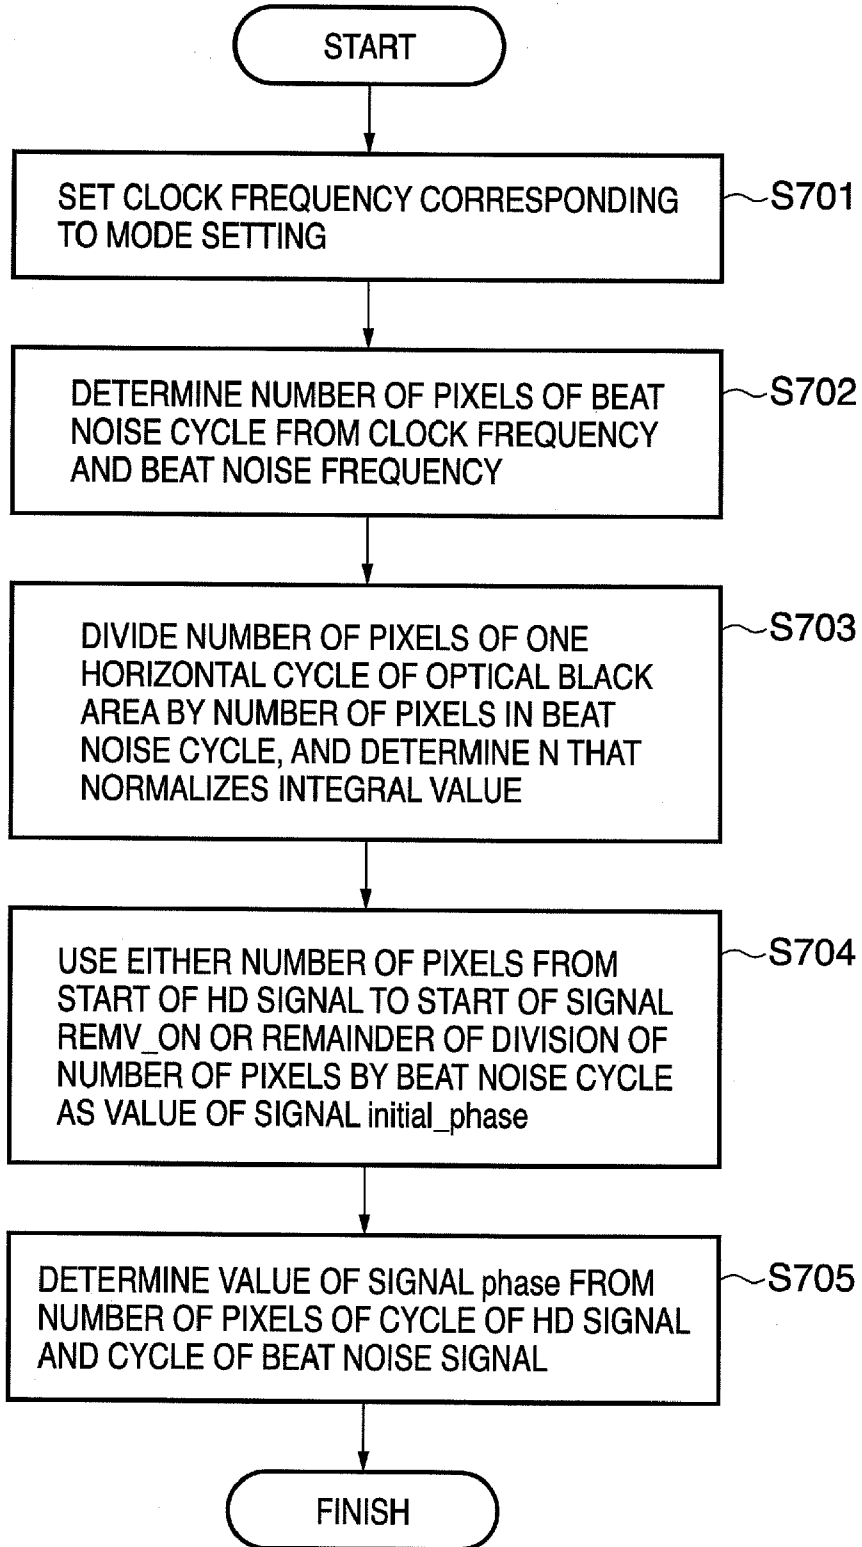 START
SET CLOCK FREQUENCY CORRESPONDING
TO MODE SETTING
S701
DETERMINE NUMBER OF PIXELS OF BEAT
NOISE CYCLE FROM CLOCK FREQUENCY
AND BEAT NOISE FREQUENCY
S702
DIVIDE NUMBER OF PIXELS OF ONE
HORIZONTAL CYCLE OF OPTICAL BLACK
AREA BY NUMBER OF PIXELS IN BEAT
NOISE CYCLE, AND DETERMINE N THAT
NORMALIZES INTEGRAL VALUE
S703
USE EITHER NUMBER OF PIXELS FROM
START OF HD SIGNAL TO START OF SIGNAL
REMV_ON OR REMAINDER OF DIVISION OF
NUMBER OF PIXELS BY BEAT NOISE CYCLE
AS VALUE OF SIGNAL initial_phase
S704
DETERMINE VALUE OF SIGNAL phase FROM
NUMBER OF PIXELS OF CYCLE OF HD SIGNAL
AND CYCLE OF BEAT NOISE SIGNAL
S705
FINISH